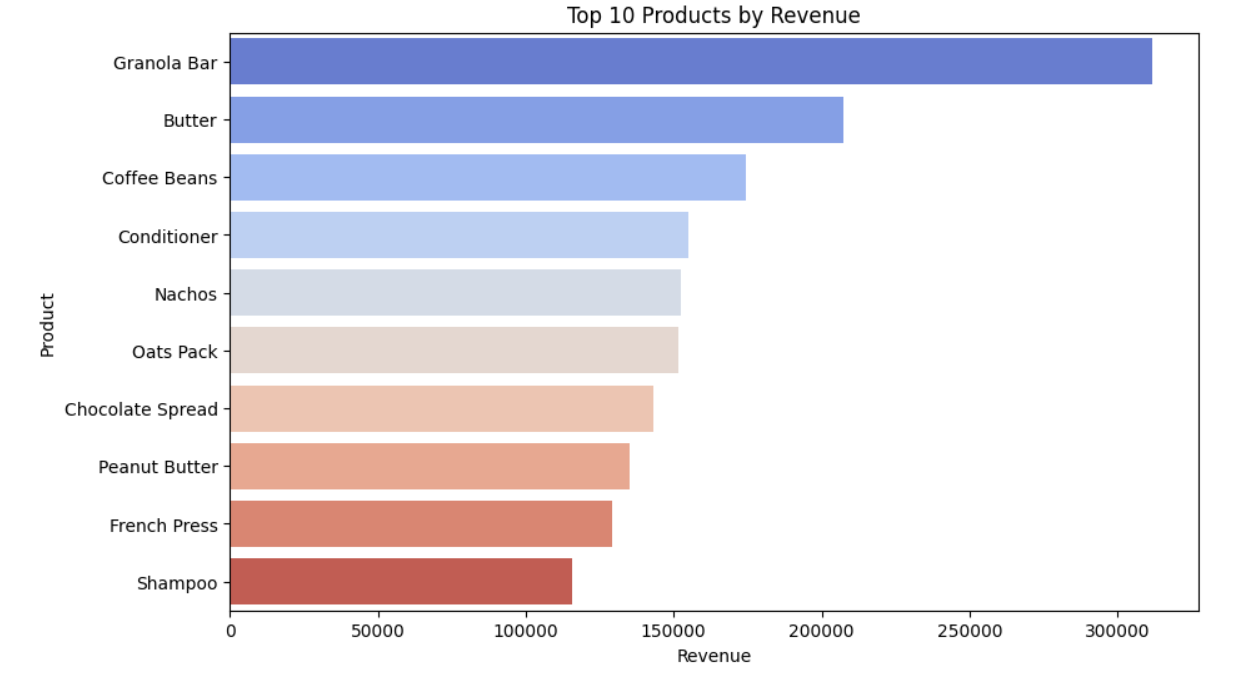 Top 10 Products by Revenue
Product
Granola Bar
Butter
Coffee Beans
Conditioner
Nachos
Oats Pack
Chocolate Spread
Peanut Butter
French Press
Shampoo
0 50000 100000 150000 200000 250000 300000
Revenue